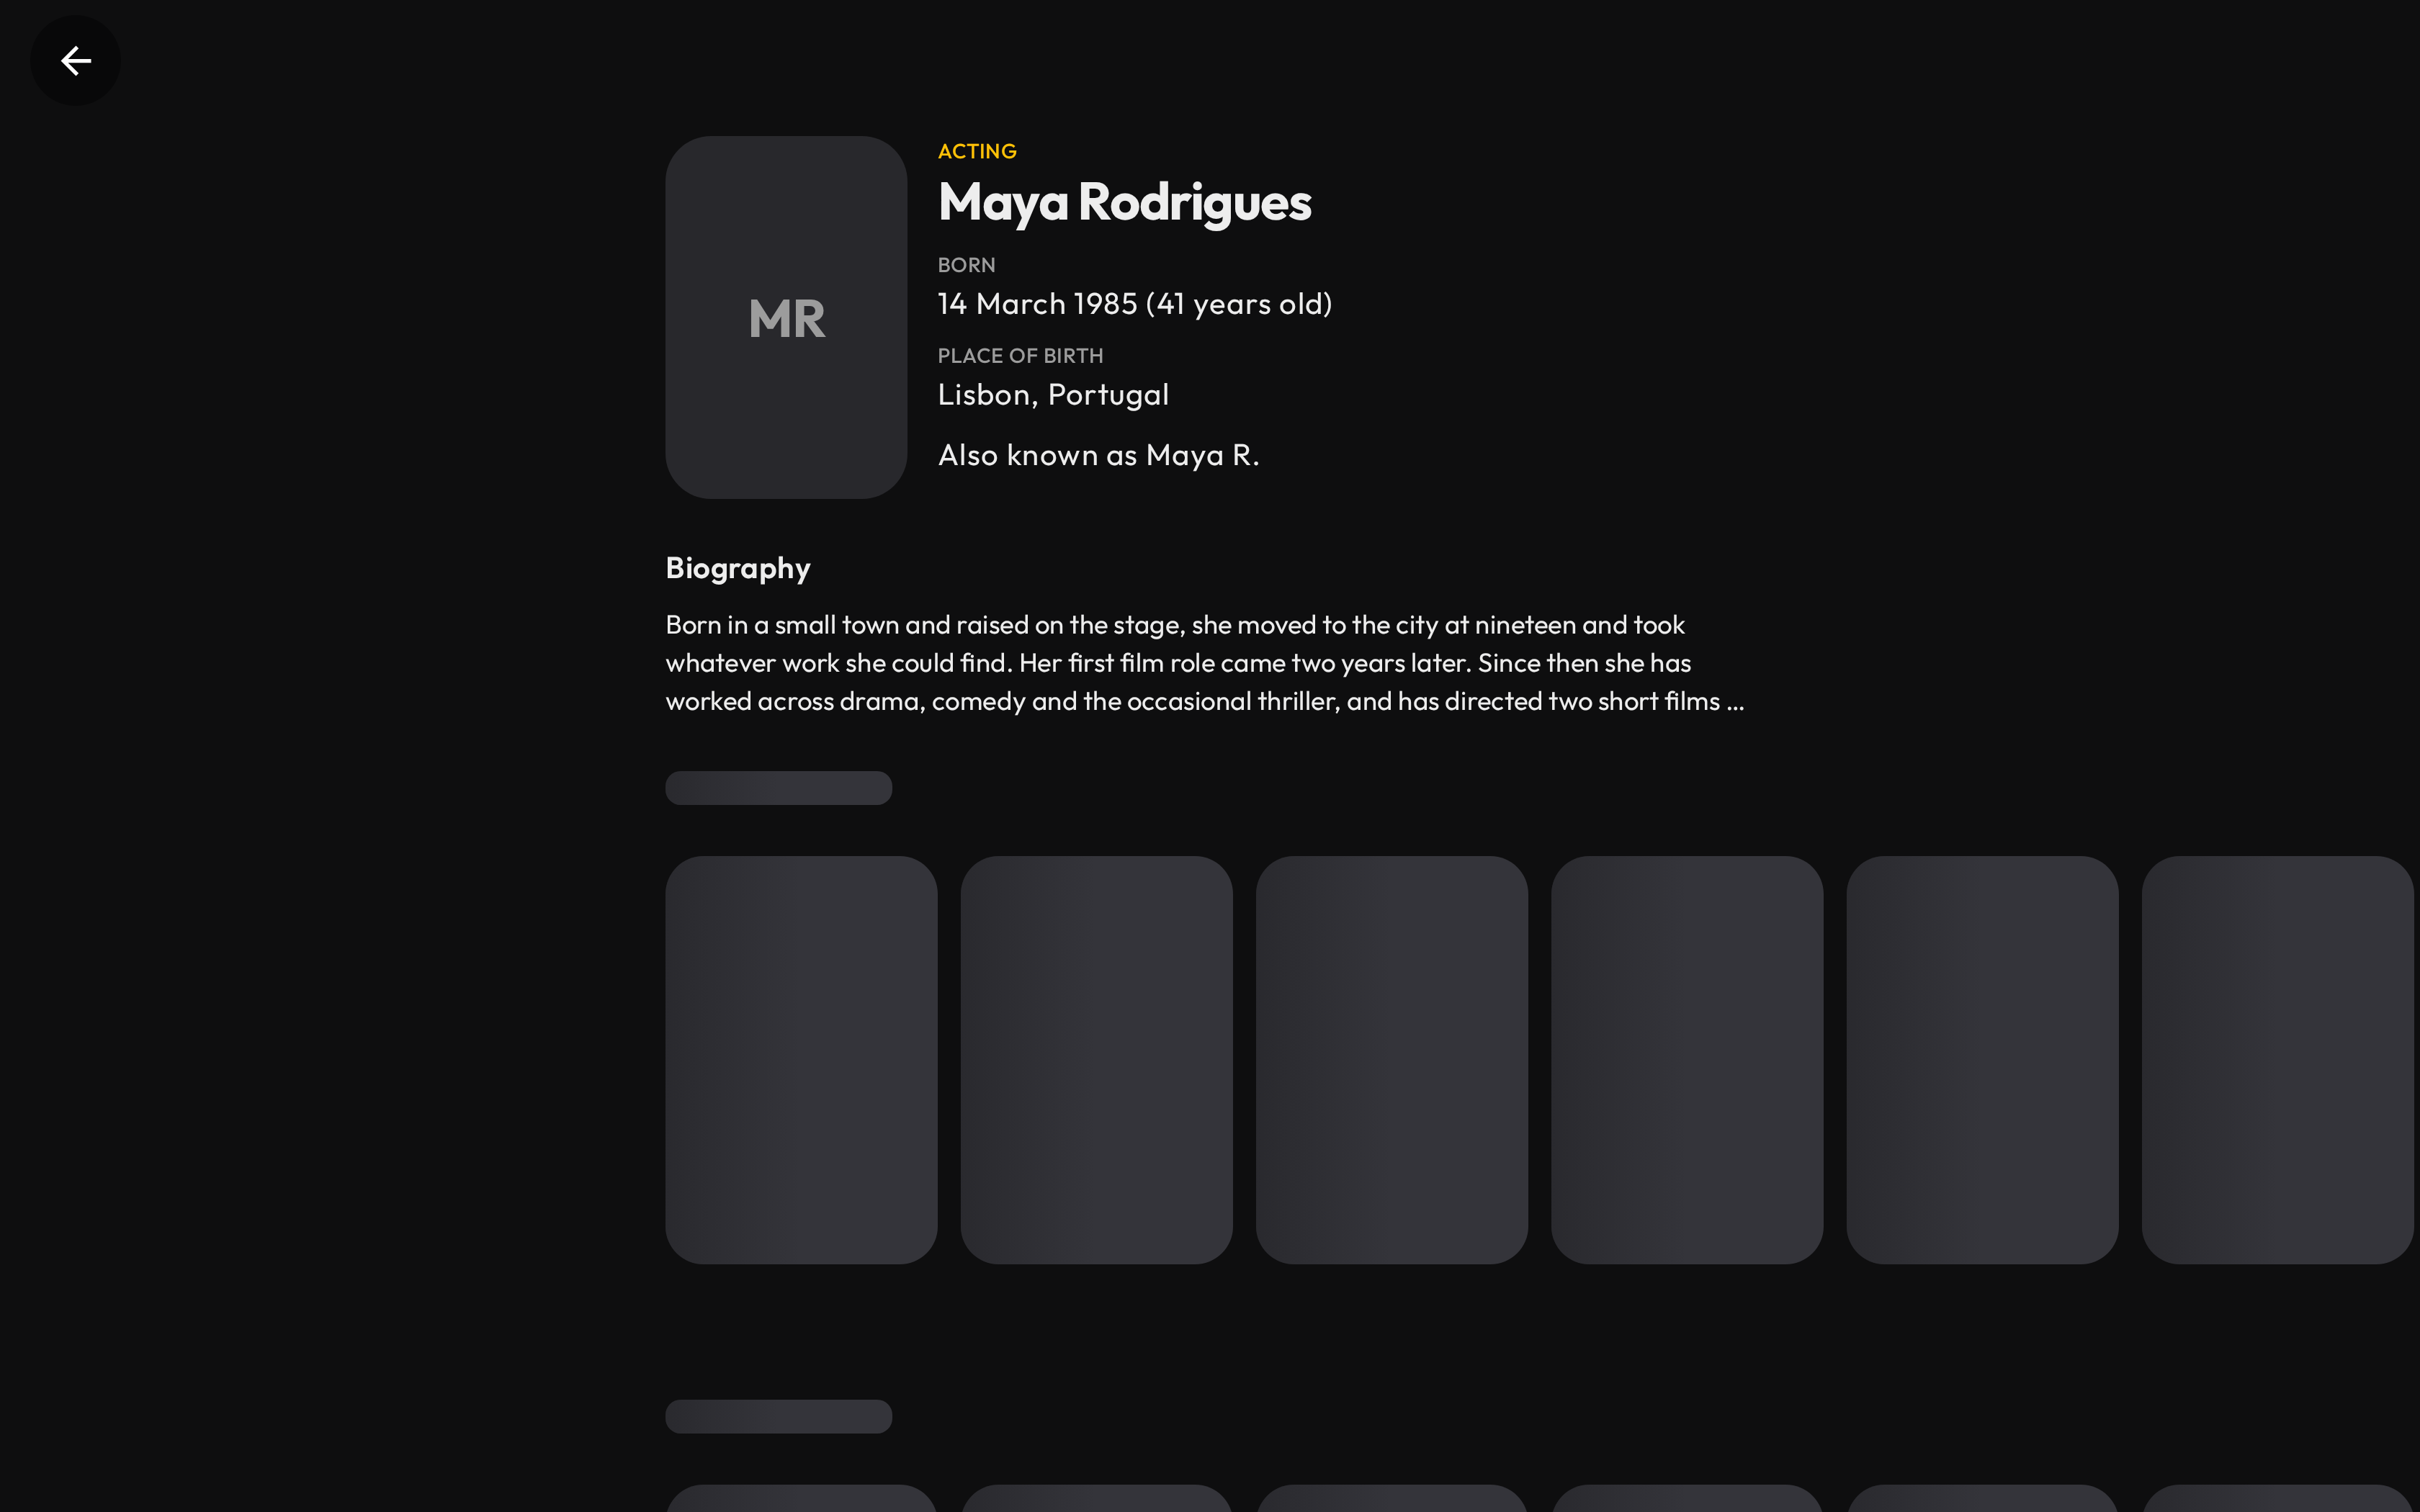 ACTING
Maya Rodrigues
BORN
14 March 1985 (41 years old)
MR
PLACE OF BIRTH
Lisbon, Portugal
Also known as Maya R.
Biography
Born in a small town and raised on the stage, she moved to the city at nineteen and took
whatever work she could find. Her first film role came two years later. Since then she has
worked across drama, comedy and the occasional thriller, and has directed two short films ...